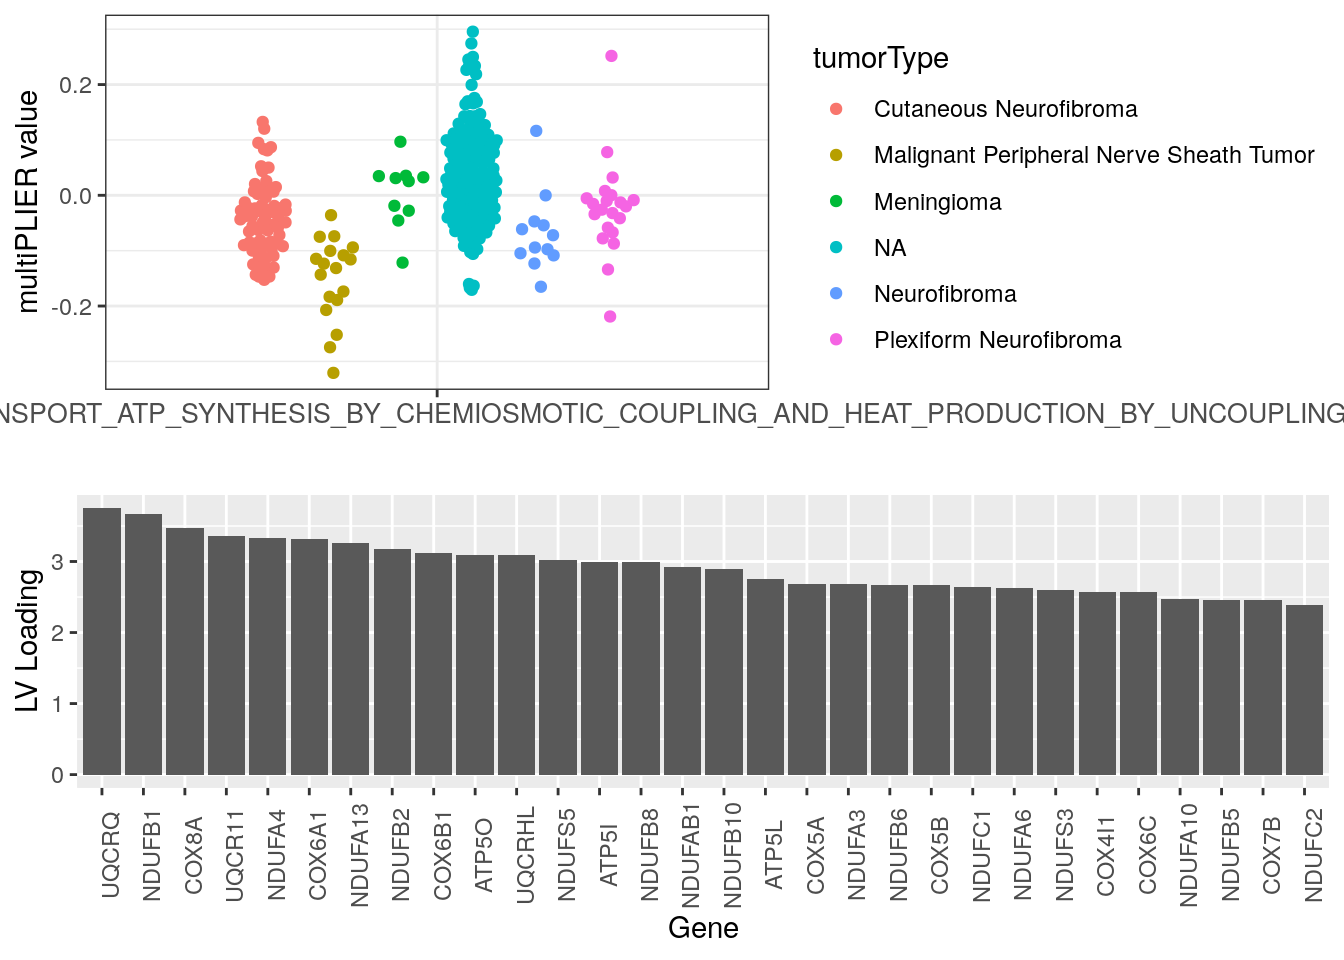 tumorType
Cutaneous Neurofibroma
Malignant Peripheral Nerve Sheath Tumor
Meningioma
NA
Neurofibroma
Plexiform Neurofibroma
multiPLIER value
0.2
0.0
-0.2
NSPORT_ATP_SYNTHESIS_BY_CHEMIOSMOTIC_COUPLING_AND_HEAT_PRODUCTION_BY_UNCOUPLING
LV Loading
3
2
1
0
UQCRQ
NDUFB1
COX8A
UQCR11
NDUFA4
COX6A1
NDUFA13
NDUFB2
COX6B1
ATP5O
UQCRHL
NDUFS5
ATP5I
NDUFB8
NDUFAB1
NDUFB10
ATP5L
COX5A
NDUFA3
NDUFB6
COX5B
NDUFC1
NDUFA6
NDUFS3
COX4I1
COX6C
NDUFA10
NDUFB5
COX7B
NDUFC2
Gene